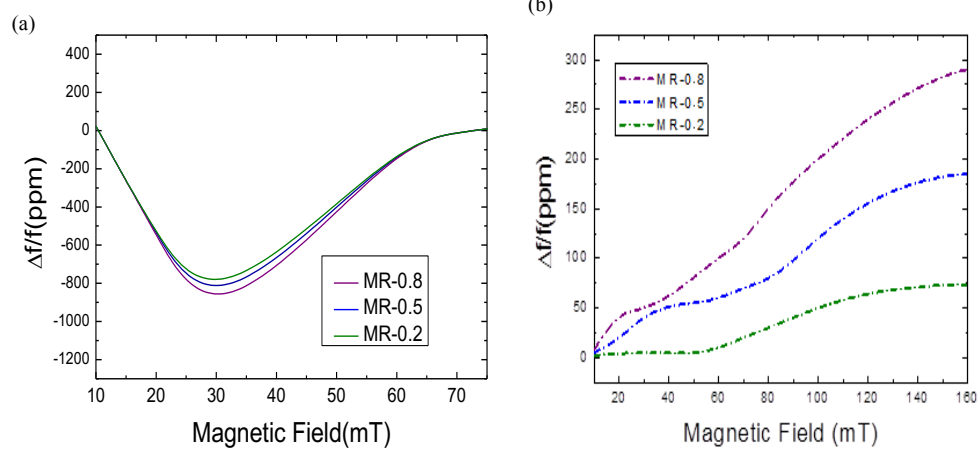 (a)
400
200
0
-200
-400
-600
-800
-1000
-1200
Δf/f(ppm)
10 20 30 40 50 60 70
Magnetic Field(mT)
MR-0.8
MR-0.5
MR-0.2
(b)
300
250
200
150
100
50
0
Δf/f(ppm)
20 40 60 80 100 120 140 160
Magnetic Field (mT)
MR-0.8
MR-0.5
MR-0.2